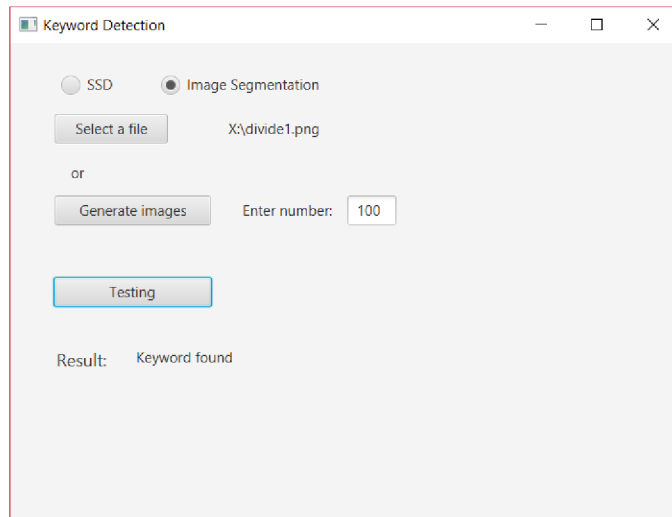 Keyword Detection
SSD Image Segmentation
Select a file X:\divide1.png
or
Generate images Enter number: 100
Testing
Result: Keyword found